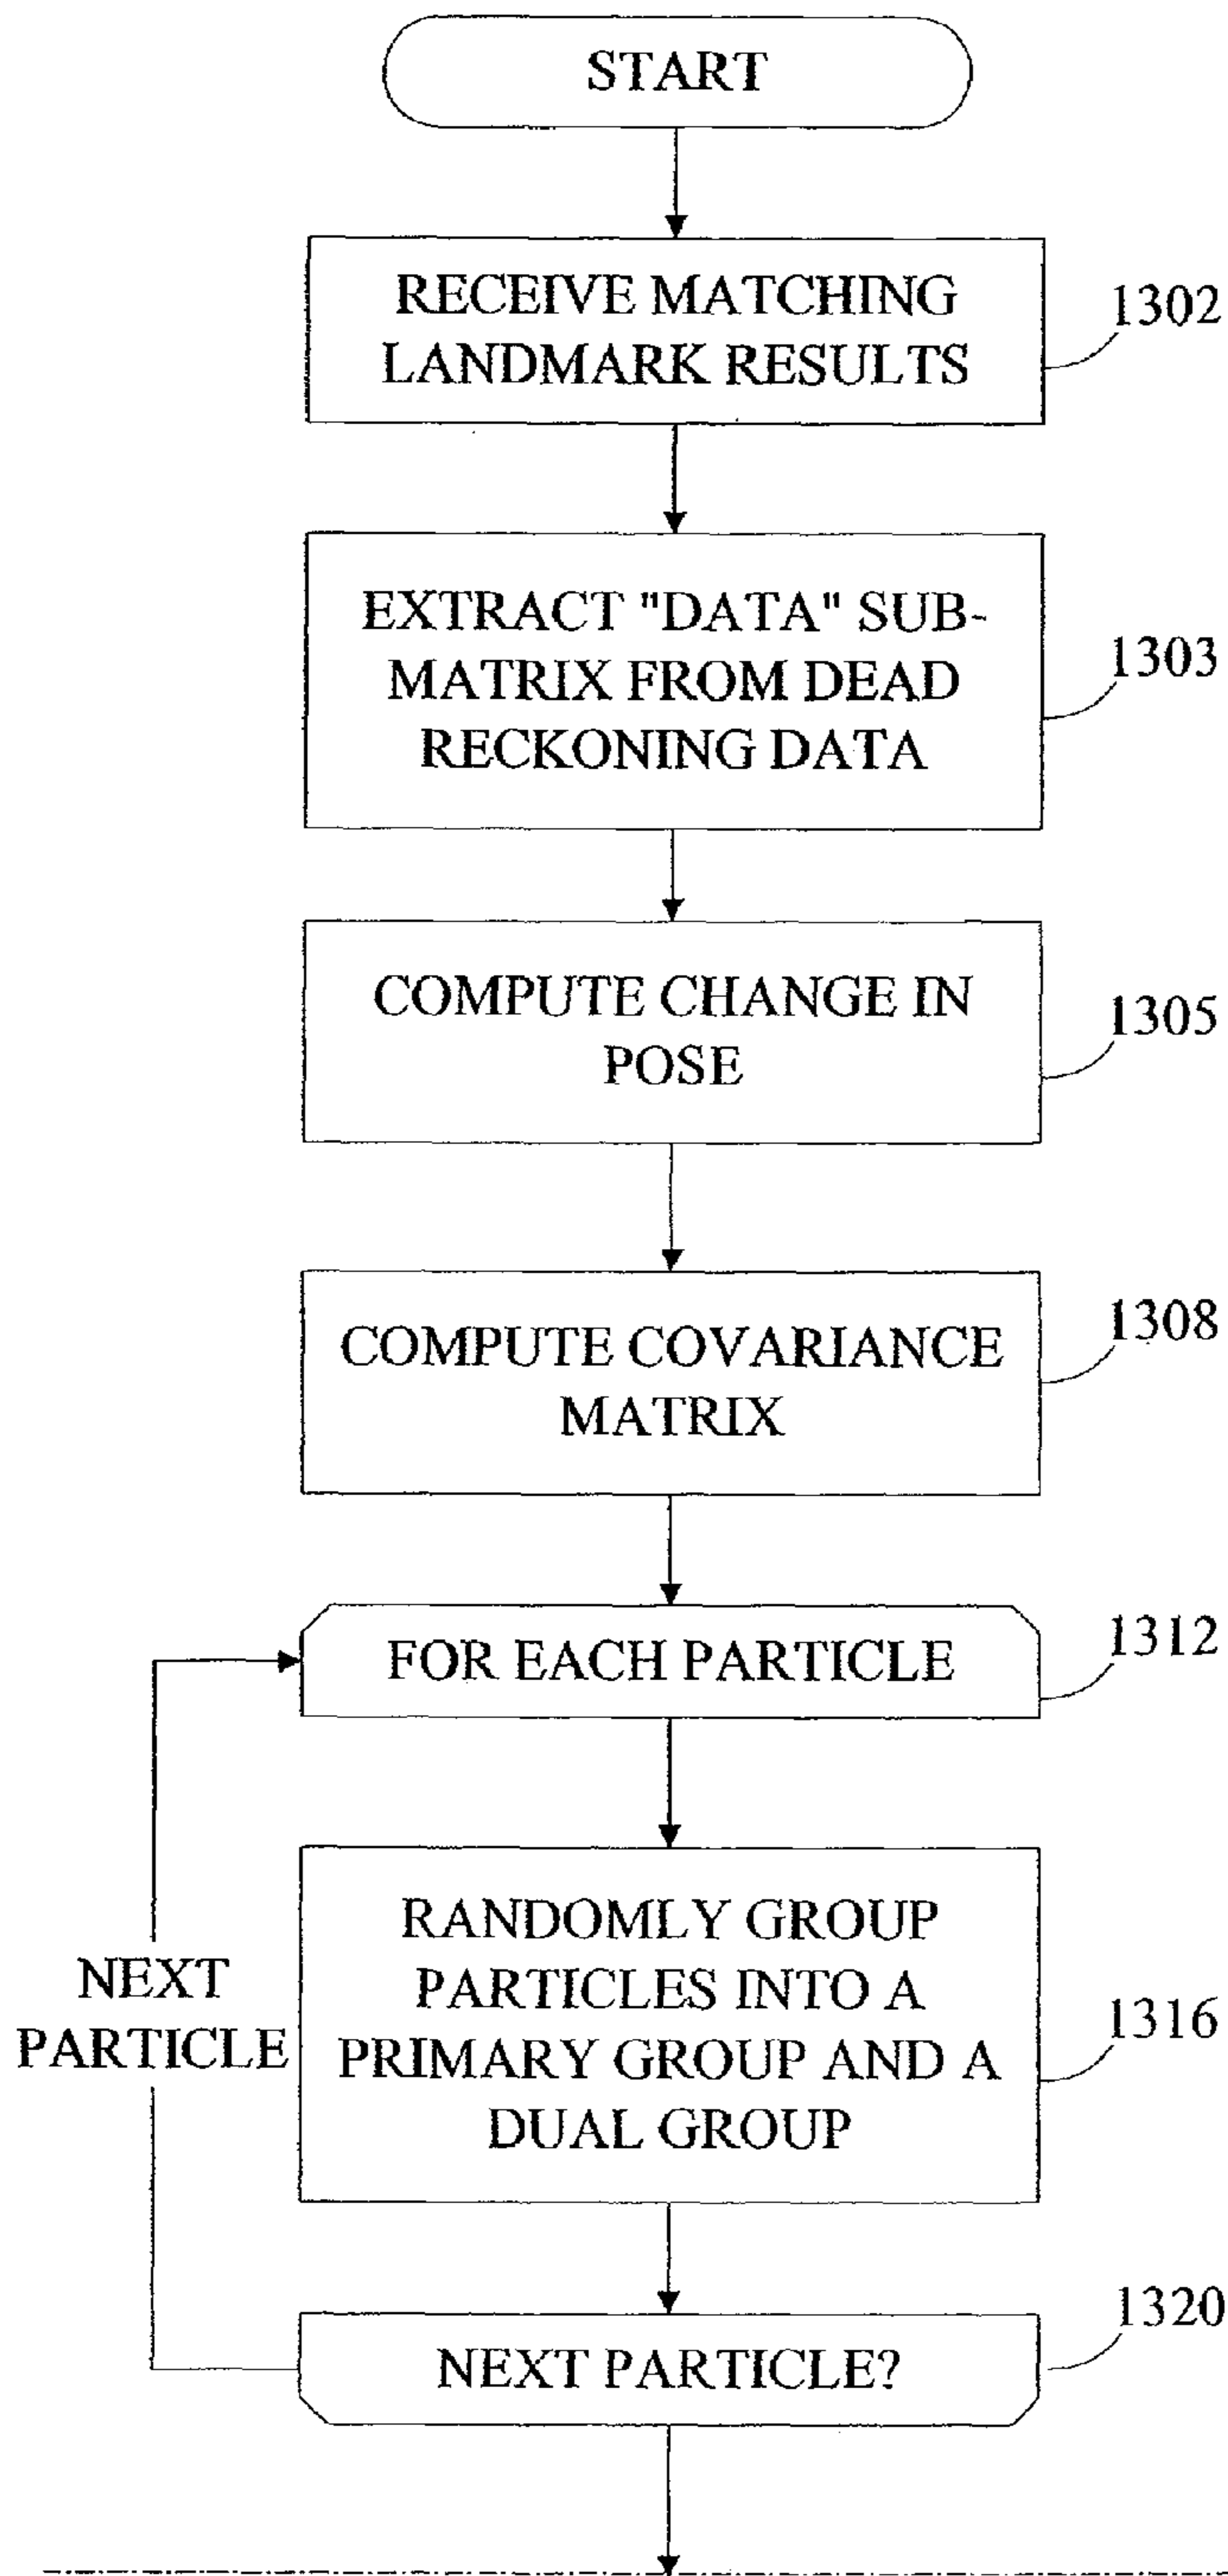 START
RECEIVE MATCHING
LANDMARK RESULTS
1302
EXTRACT "DATA" SUB-
MATRIX FROM DEAD
RECKONING DATA
1303
COMPUTE CHANGE IN
POSE
1305
COMPUTE COVARIANCE
MATRIX
1308
FOR EACH PARTICLE
1312
RANDOMLY GROUP
PARTICLES INTO A
PRIMARY GROUP AND A
DUAL GROUP
1316
NEXT
PARTICLE
NEXT PARTICLE?
1320